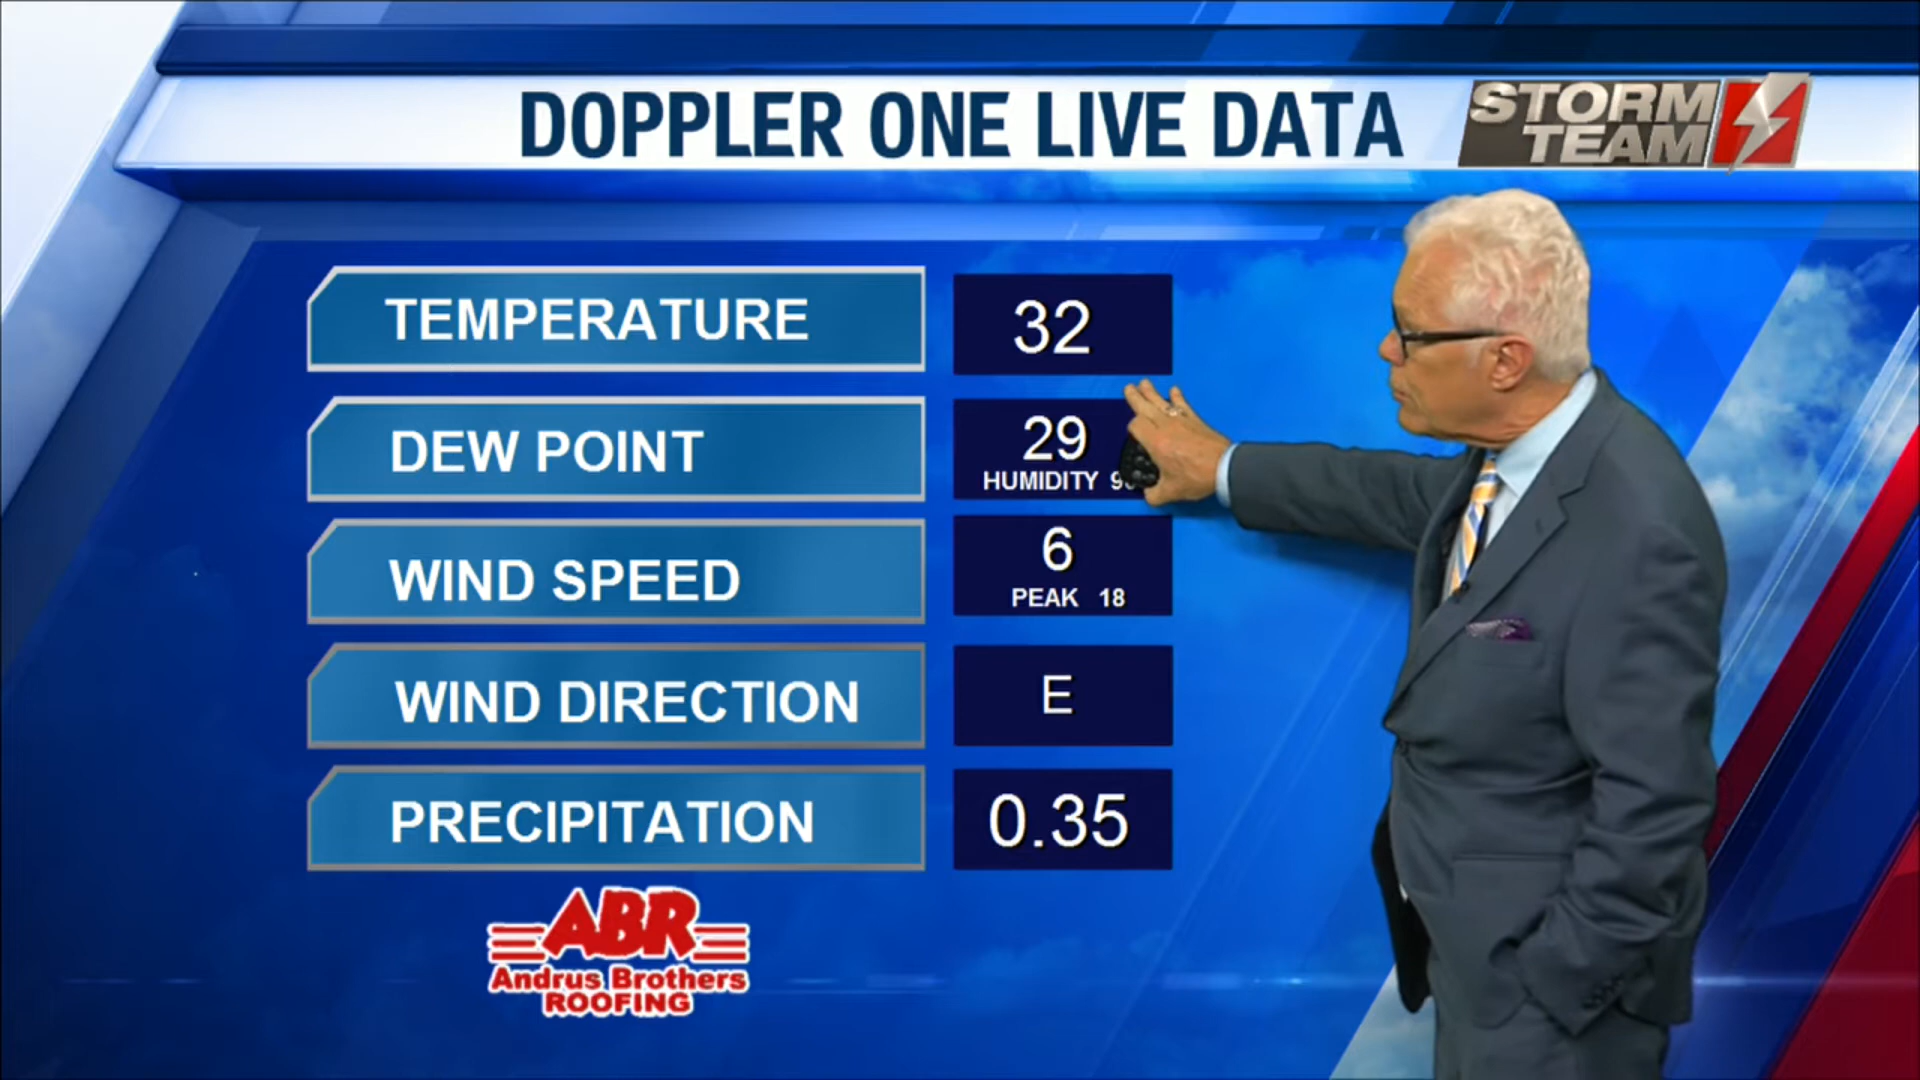 DOPPLER ONE LIVE DATA
STORM
TEAM
TEMPERATURE
32
DEW POINT
29
HUMIDITY
WIND SPEED
6
PEAK 18
WIND DIRECTION
E
PRECIPITATION
0.35
ABR
Andrus Brothers
ROOFING